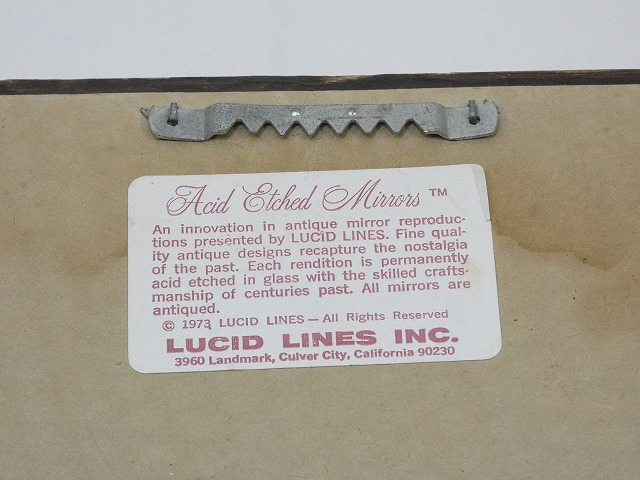 Acid Etched Mirrors ™
An innovation in antique mirror reproduc-
tions presented by LUCID LINES. Fine qual-
ity antique designs recapture the nostalgia
of the past. Each rendition is permanently
acid etched in glass with the skilled crafts-
manship of centuries past. All mirrors are
antiqued.
© 1973 LUCID LINES — All Rights Reserved
LUCID LINES INC.
3960 Landmark, Culver City, California 90230